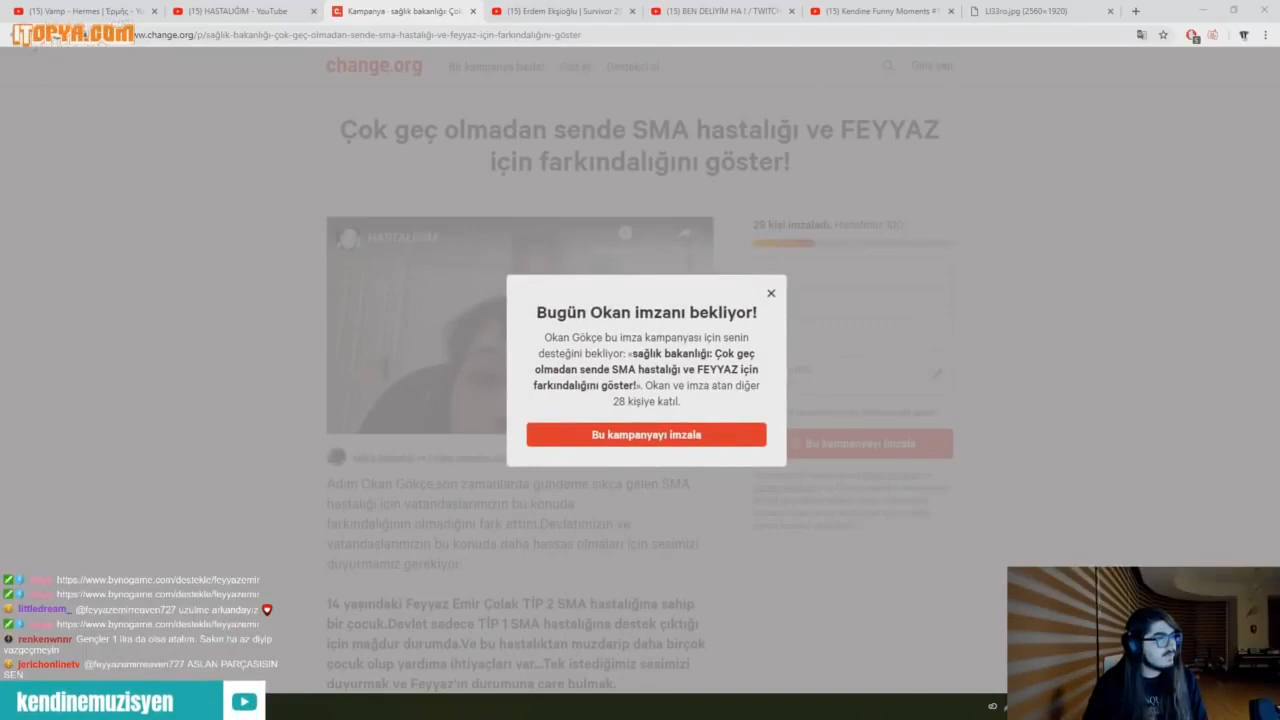 (15) Vamp - Hermes | Έρμῆς - Yo
(15) HASTALIĞIM - YouTube
Kampanya · sağlık bakanlığı: Çok
(15) Erdem Ekşioğlu | Survivor 2
(15) BEN DELİYİM HA ! / TWITCH
(15) Kendine Funny Moments #1
LI33ro.jpg (2560×1920)
ITOPYA.COM
w.change.org/p/sağlık-bakanlığı-çok-geç-olmadan-sende-sma-hastalığı-ve-feyyaz-için-farkındalığını-göster
change.org
Bir kampanya başlat
Göz at
Destekçi ol
Giriş yap
Çok geç olmadan sende SMA hastalığı ve FEYYAZ
için farkındalığını göster!
HASTALIĞIM
29 kişi imzaladı.
Bugün Okan imzanı bekliyor!
Okan Gökçe bu imza kampanyası için senin
desteğini bekliyor: «sağlık bakanlığı: Çok geç
olmadan sende SMA hastalığı ve FEYYAZ için
farkındalığını göster!». Okan ve imza atan diğer
28 kişiye katıl.
Bu kampanyayı imzala
Bu kampanyayı imzala
Adım Okan Gökçe,son zamanlarda gündeme sıkça gelen SMA
hastalığı için vatandaşlarımızın bu konuda
farkındalığının olmadığını fark ettim.Devletimizin ve
vatandaşlarımızın bu konuda daha hassas olmaları için sesimizi
duyurmamız gerekiyor.
14 yaşındaki Feyyaz Emir Çolak TİP 2 SMA hastalığına sahip
bir çocuk.Devlet sadece TİP 1 SMA hastalığına destek çıktığı
için mağdur durumda.Ve bu hastalıktan muzdarip daha birçok
çocuk olup yardıma ihtiyaçları var...Tek istediğimiz sesimizi
duyurmak ve Feyyaz'ın durumuna çare bulmak.
https://www.bynogame.com/destekle/feyyazemir
https://www.bynogame.com/destekle/feyyazemir
littledream_ @feyyazemirreaven727 üzülme arkandayız
https://www.bynogame.com/destekle/feyyazemir
renkenwnnr Gençler 1 lira da olsa atalım. Sakın ha az diyip
vazgeçmeyin
jerichonlinetv @feyyazemirreaven727 ASLAN PARÇASISIN
SEN
kendinemuzisyen